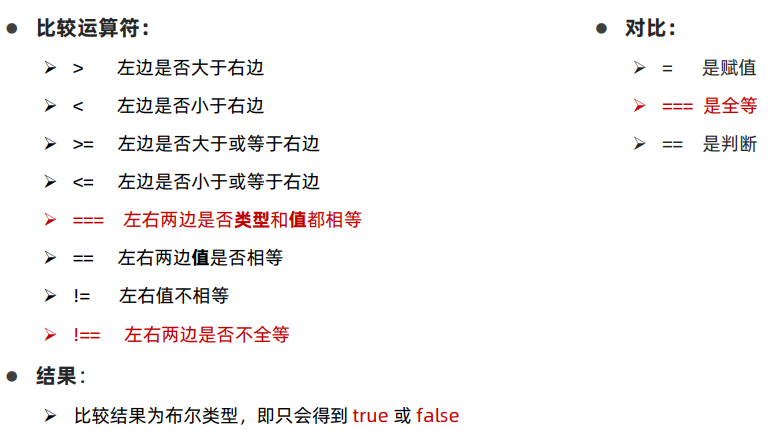 比较运算符：
> 左边是否大于右边
< 左边是否小于右边
>= 左边是否大于或等于右边
<= 左边是否小于或等于右边
=== 左右两边是否类型和值都相等
== 左右两边值是否相等
!= 左右值不相等
!== 左右两边是否不全等
结果：
比较结果为布尔类型，即只会得到 true 或 false
对比：
= 是赋值
=== 是全等
== 是判断